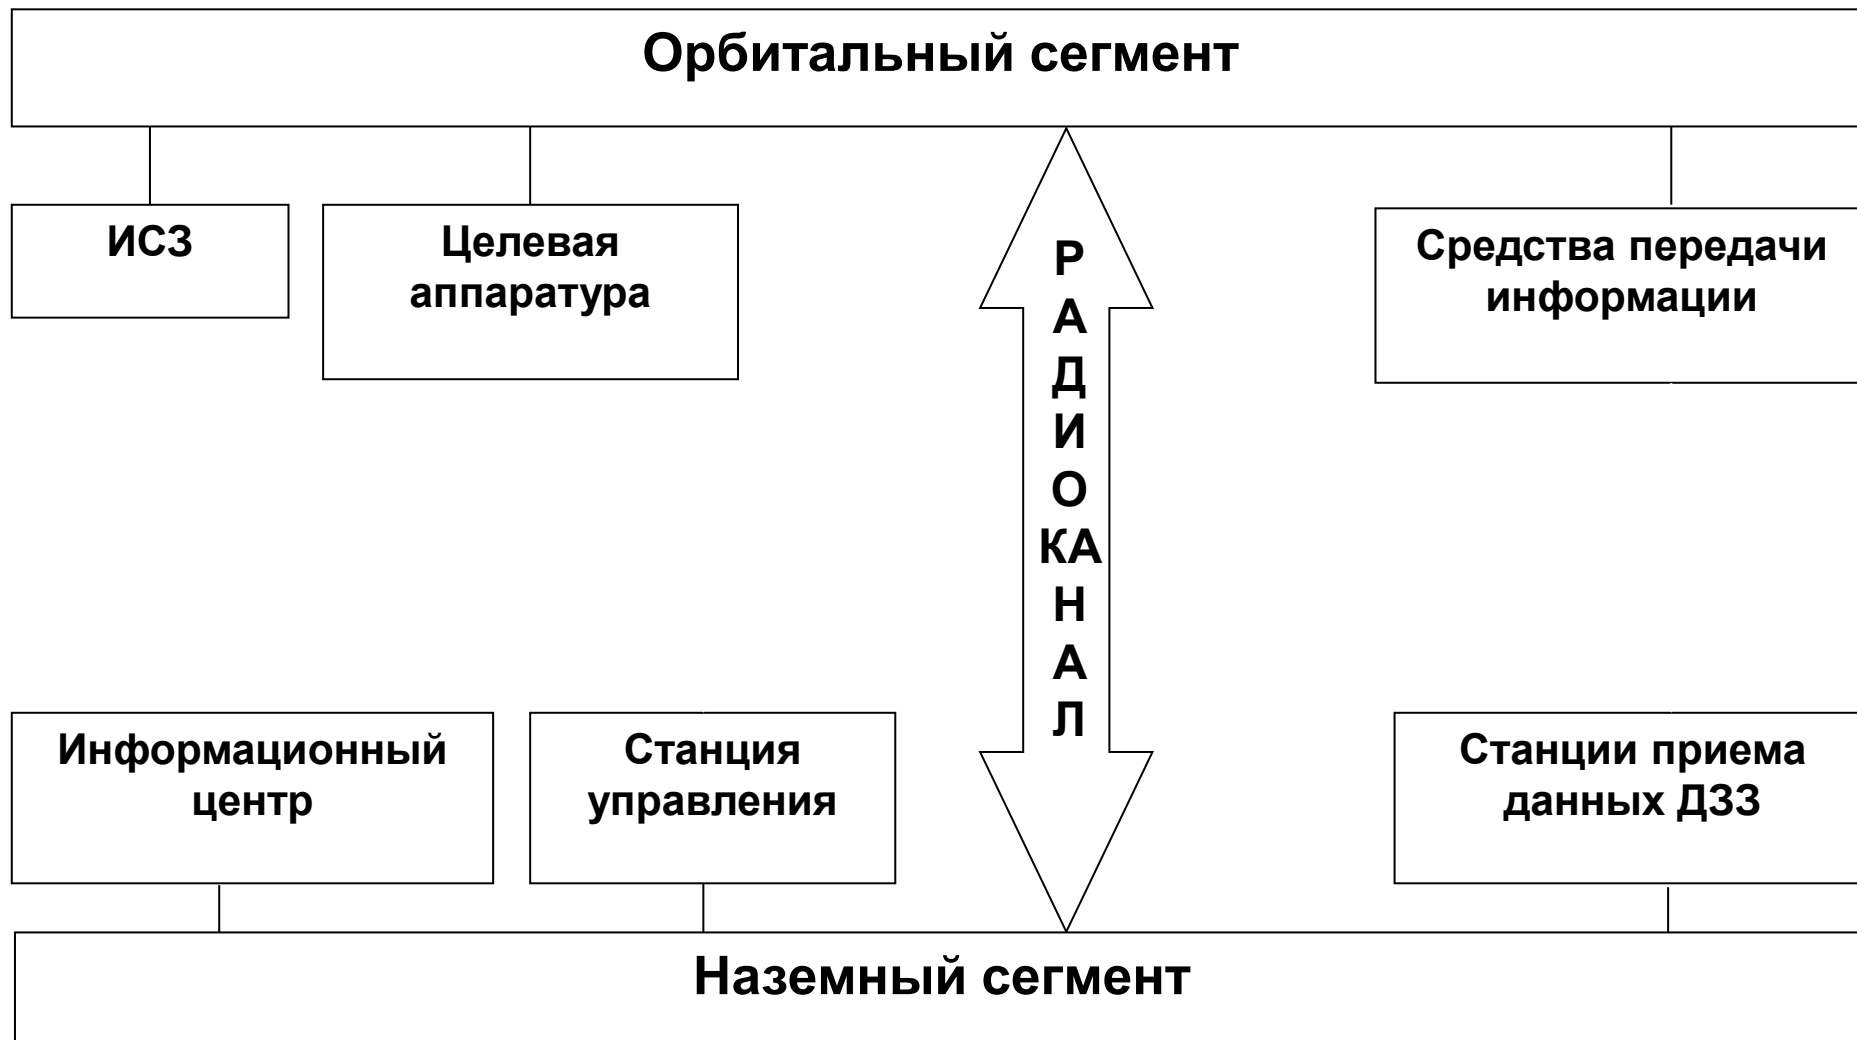 Орбитальный сегмент
ИСЗ
Целевая
аппаратура
Средства передачи
информации
Р
А
Д
И
О
КА
Н
А
Л
Информационный
центр
Станция
управления
Станции приема
данных ДЗЗ
Наземный сегмент